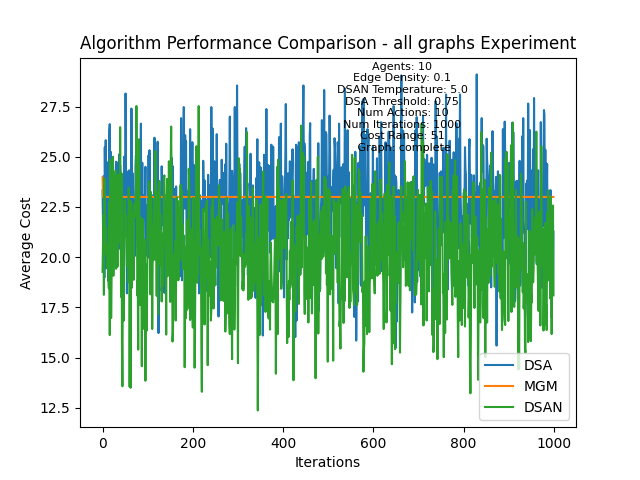 Algorithm Performance Comparison - all graphs Experiment
Agents: 10
Edge Density: 0.1
DSAN Temperature: 5.0
DSA Threshold: 0.75
Num Actions: 10
Num Iterations: 1000
Cost Range: 51
Graph: complete
27.5
25.0
22.5
20.0
17.5
15.0
12.5
Average Cost
DSA
MGM
DSAN
0
200
400
600
800
1000
Iterations